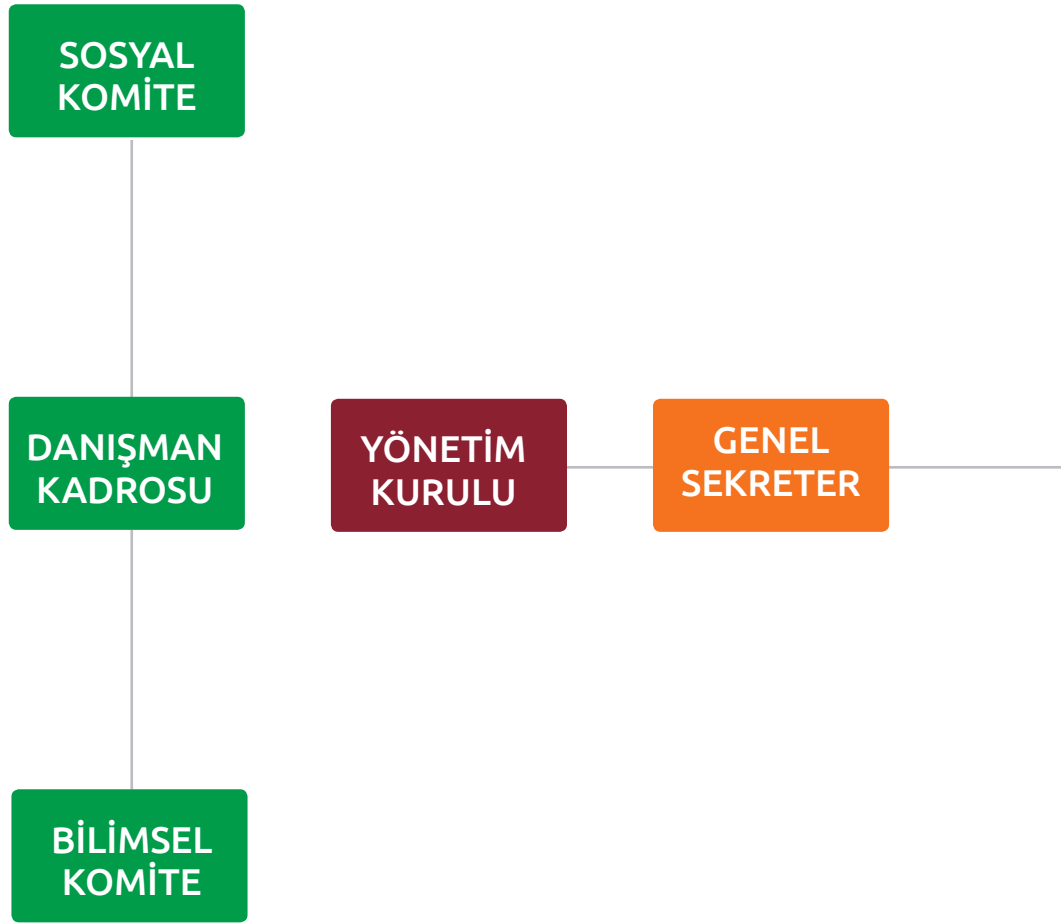 SOSYAL
KOMİTE
DANIŞMAN
KADROSU
YÖNETİM
KURULU
GENEL
SEKRETER
BİLİMSEL
KOMİTE